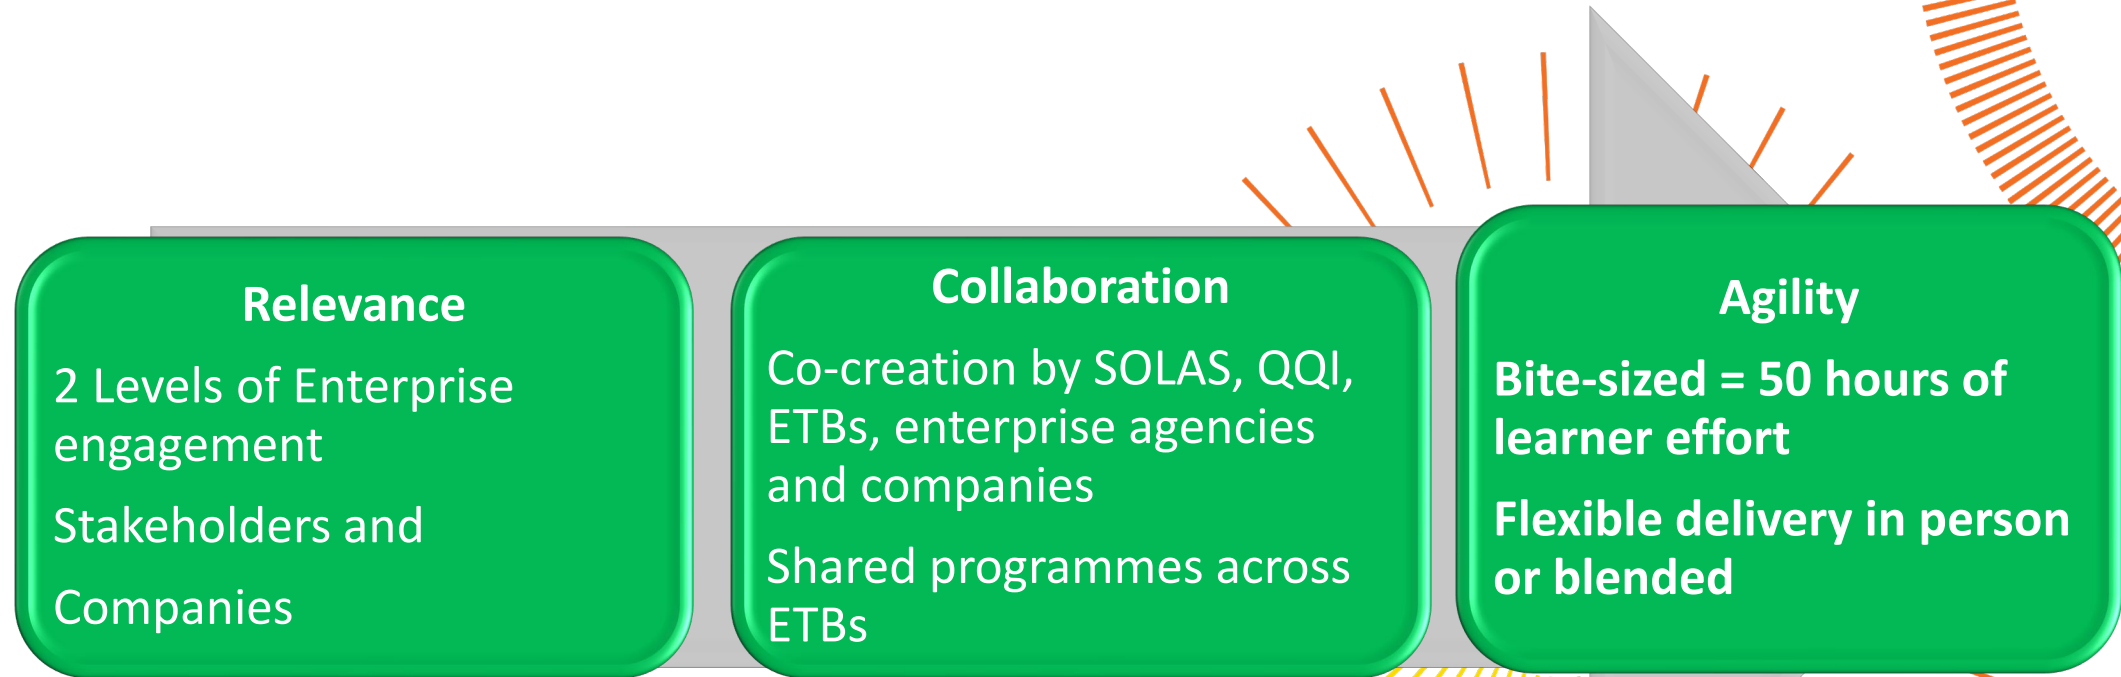 Relevance
2 Levels of Enterprise
engagement
Stakeholders and
Companies
Collaboration
Co-creation by SOLAS, QQI,
ETBs, enterprise agencies
and companies
Shared programmes across
ETBs
Agility
Bite-sized = 50 hours of
learner effort
Flexible delivery in person
or blended